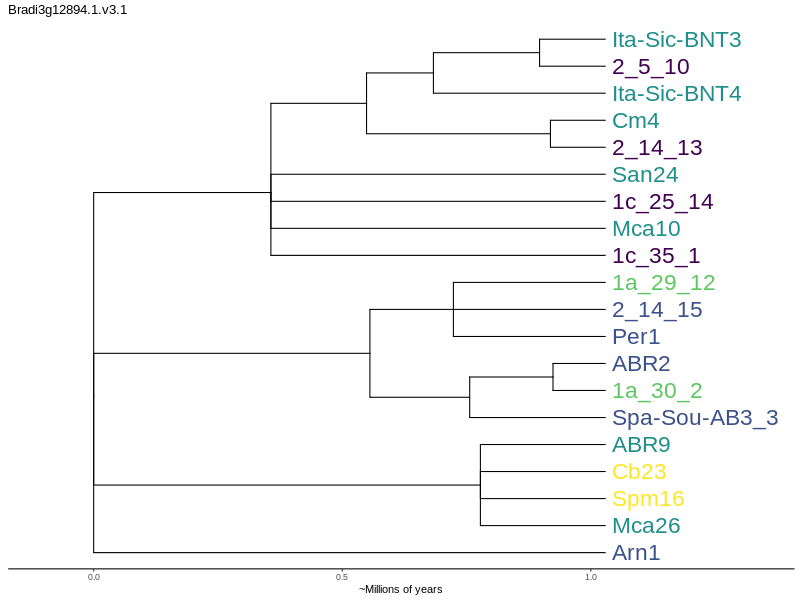 Bradi3g12894.1.v3.1
Ita-Sic-BNT3
2_5_10
Ita-Sic-BNT4
Cm4
2_14_13
San24
1c_25_14
Mca10
1c_35_1
1a_29_12
2_14_15
Per1
ABR2
1a_30_2
Spa-Sou-AB3_3
ABR9
Cb23
Spm16
Mca26
Arn1
0.0 0.5 1.0
~Millions of years